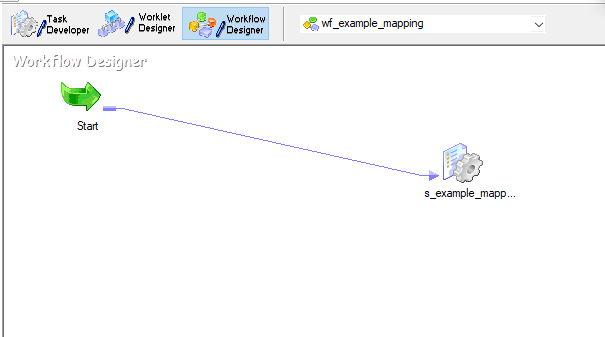 Task
Developer
Worklet
Designer
Workflow
Designer
wf_example_mapping
Workflow Designer
Start
s_example_mapp...